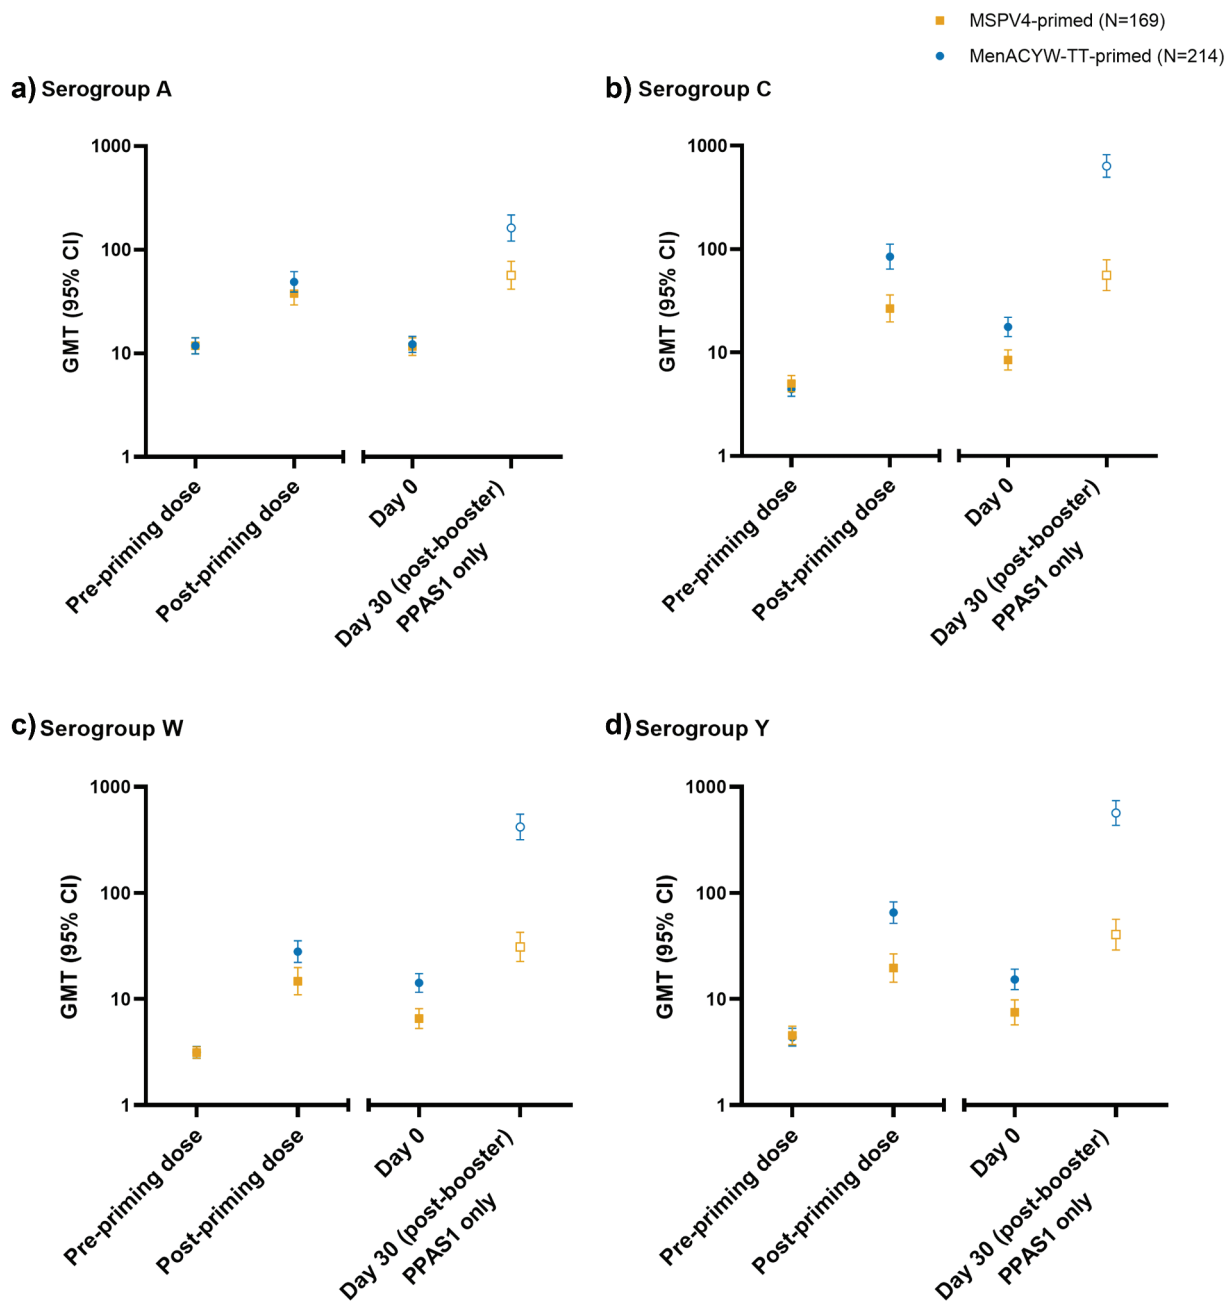 MSPV4-primed (N=169)
MenACYW-TT-primed (N=214)
a) Serogroup A
GMT (95% CI)
1000
100
10
1
Pre-priming dose
Post-priming dose
Day 0
Day 30 (post-booster)
PPAS1 only
b) Serogroup C
GMT (95% CI)
1000
100
10
1
Pre-priming dose
Post-priming dose
Day 0
Day 30 (post-booster)
PPAS1 only
c) Serogroup W
GMT (95% CI)
1000
100
10
1
Pre-priming dose
Post-priming dose
Day 0
Day 30 (post-booster)
PPAS1 only
d) Serogroup Y
GMT (95% CI)
1000
100
10
1
Pre-priming dose
Post-priming dose
Day 0
Day 30 (post-booster)
PPAS1 only